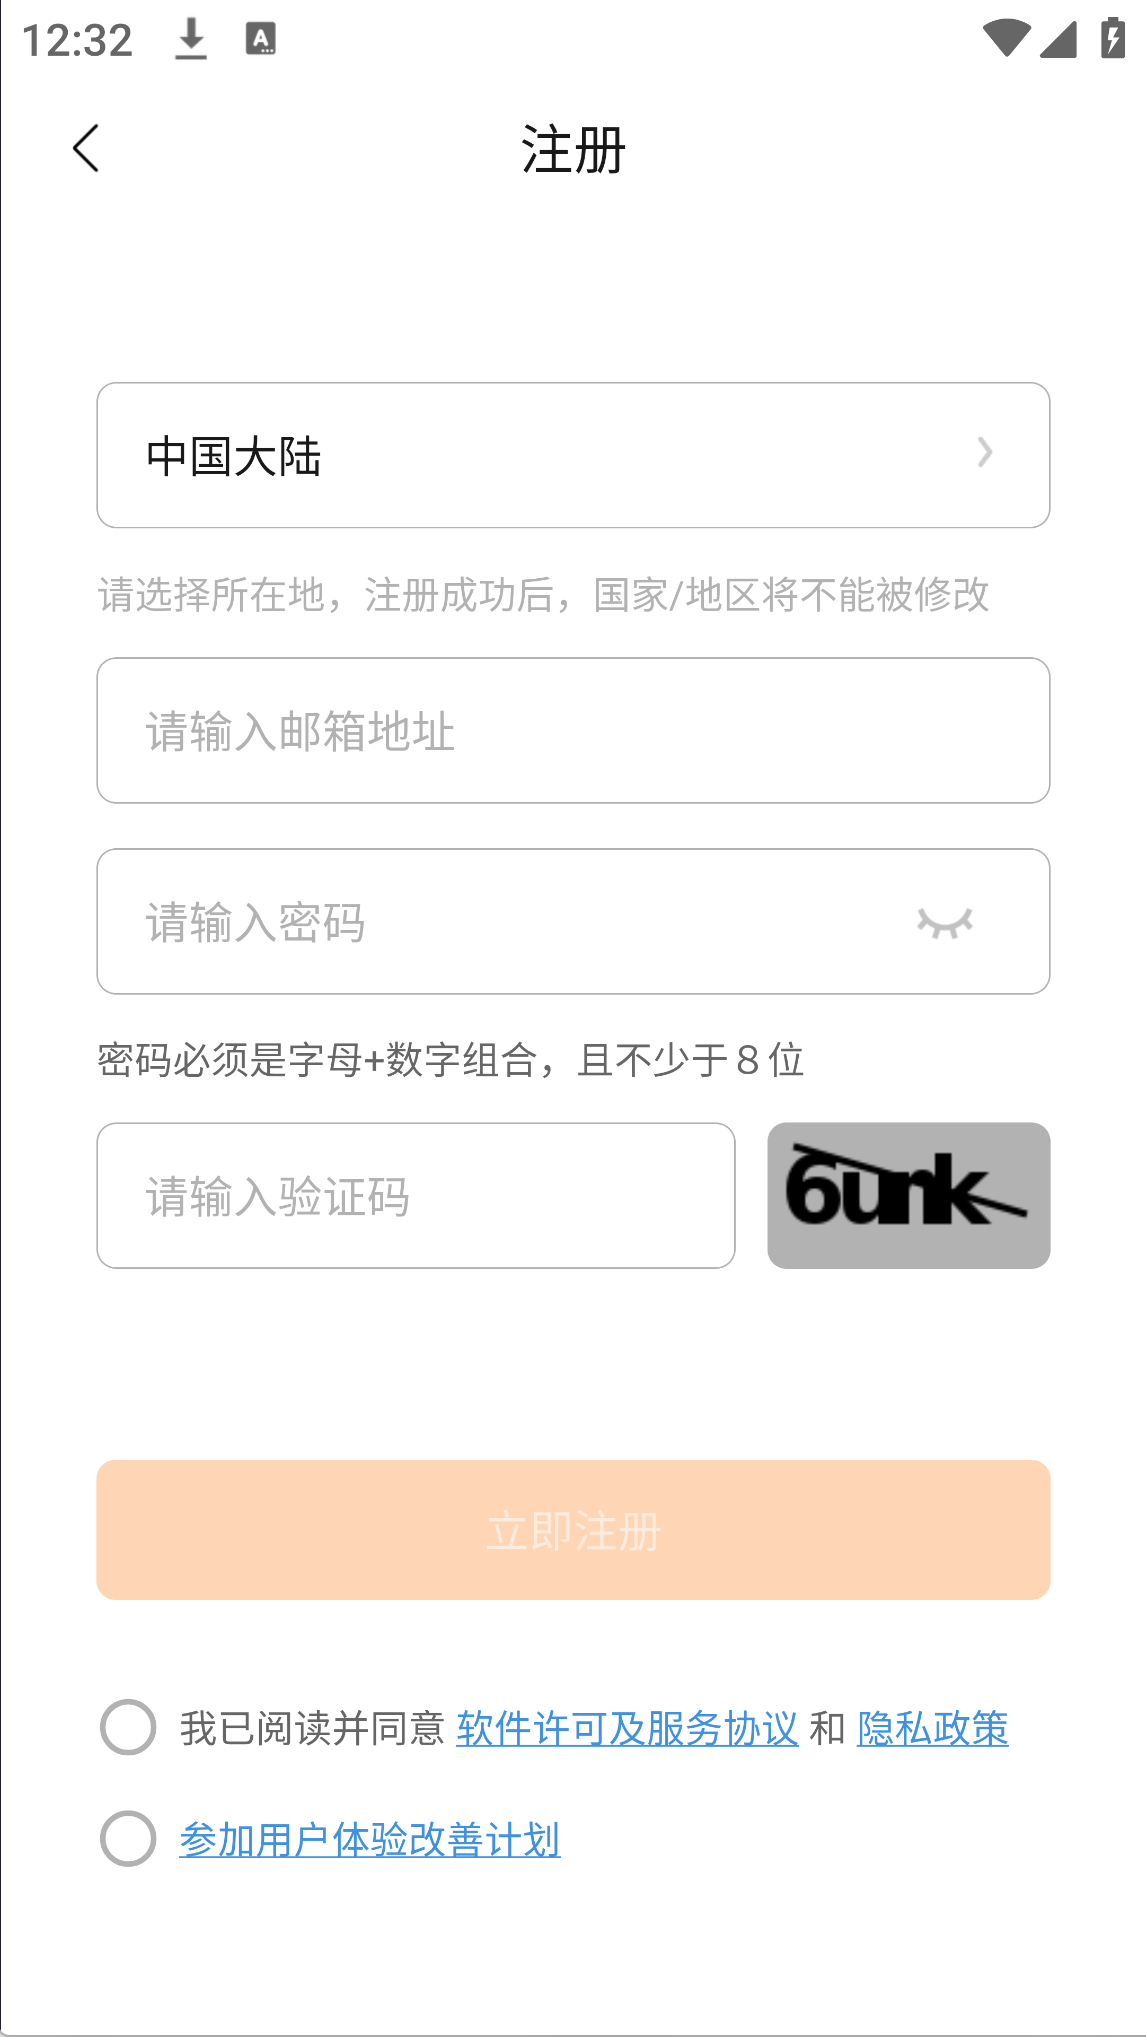 12:32
注册
中国大陆
请选择所在地，注册成功后，国家/地区将不能被修改
请输入邮箱地址
请输入密码
密码必须是字母+数字组合，且不少于８位
请输入验证码
6unk
立即注册
我已阅读并同意 软件许可及服务协议 和 隐私政策
参加用户体验改善计划